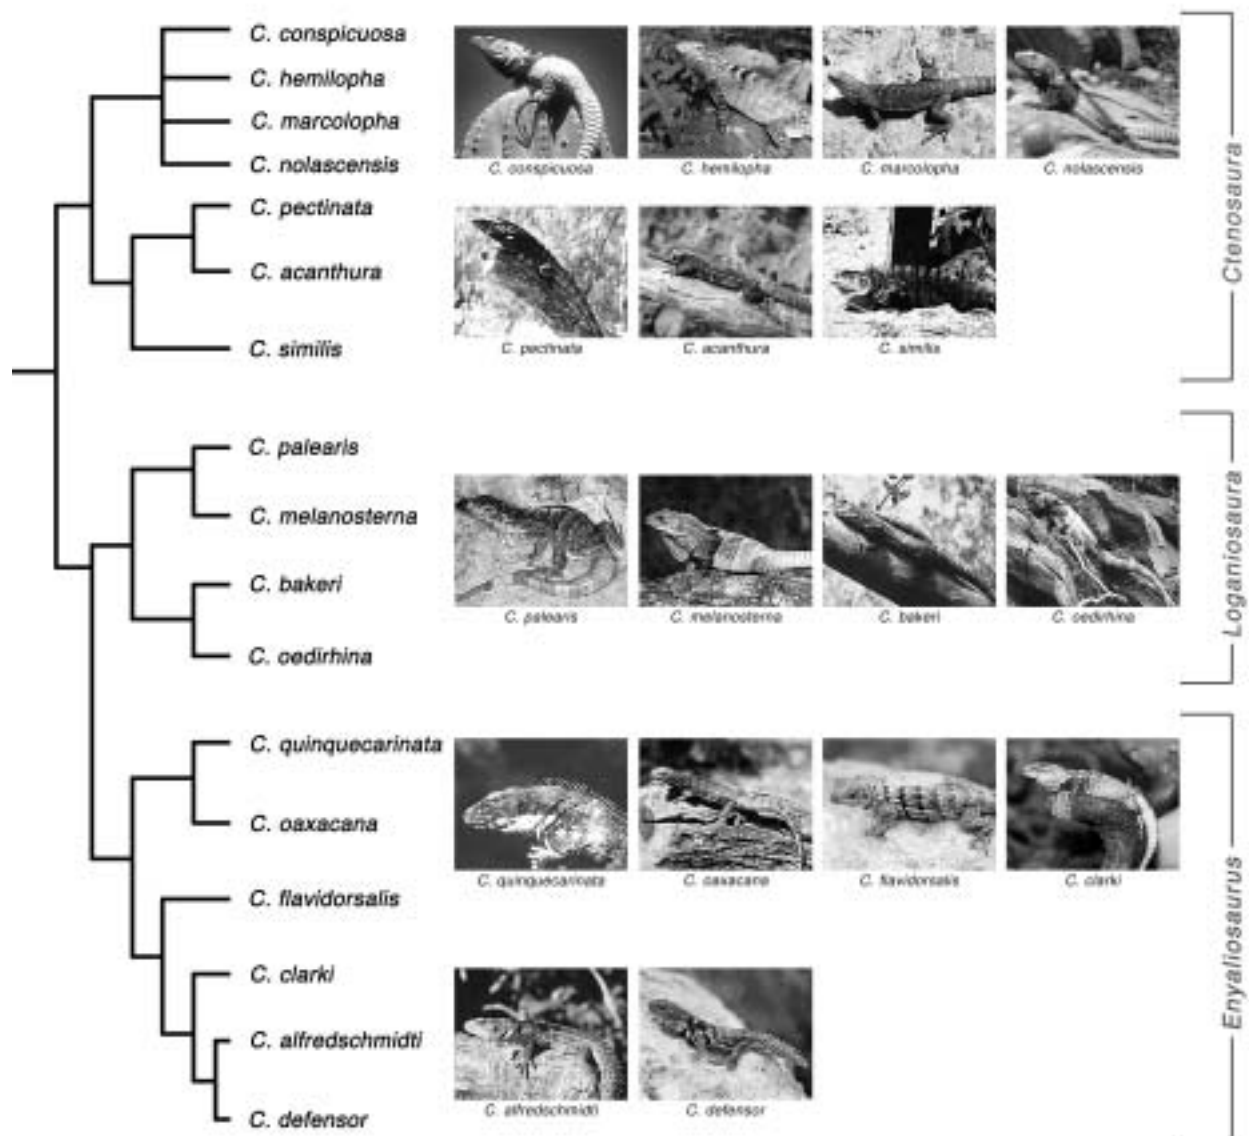 C. conspicuosa
C. hemilopha
C. marcolopha
C. nolascensis
C. conspicuosa
C. hemilopha
C. marcolopha
C. nolascensis
C. pectinata
C. acanthura
C. similis
C. pectinata
C. acanthura
C. similis
Ctenosaura
C. palearis
C. melanosterna
C. bakeri
C. oedirhina
C. palearis
C. melanosterna
C. bakeri
C. oedirhina
Loganiosaura
C. quinquecarinata
C. oaxacana
C. flavidorsalis
C. clarki
C. alfredschmidti
C. defensor
C. quinquecarinata
C. oaxacana
C. flavidorsalis
C. clarki
C. alfredschmidti
C. defensor
Enyaliosaurus